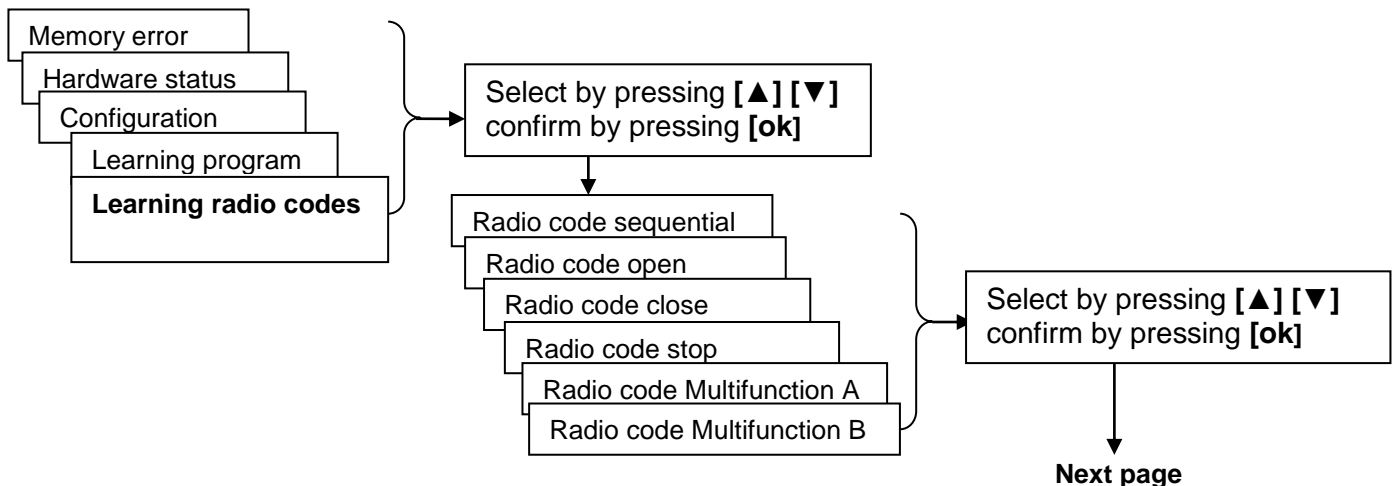 Memory error
Hardware status
Configuration
Learning program
Learning radio codes
Select by pressing [▲] [▼]
confirm by pressing [ok]
Radio code sequential
Radio code open
Radio code close
Radio code stop
Radio code Multifunction A
Radio code Multifunction B
Select by pressing [▲] [▼]
confirm by pressing [ok]
Next page